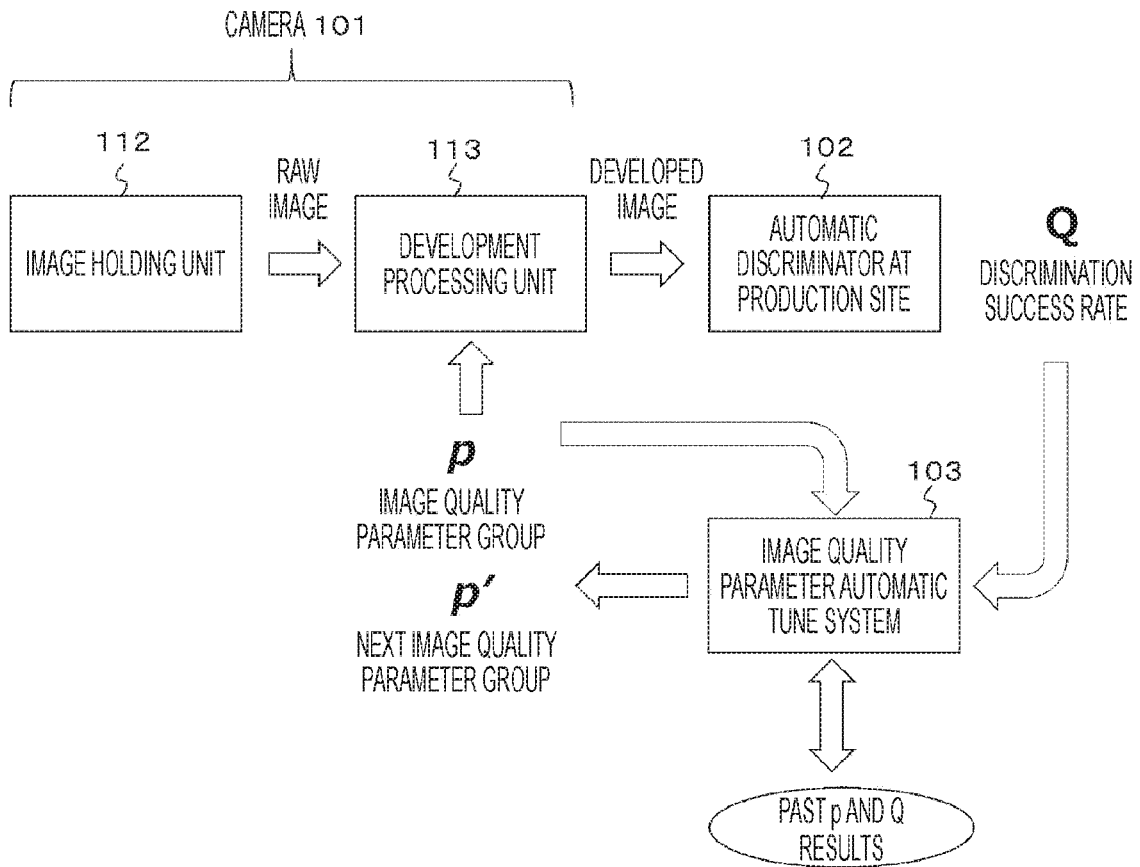 CAMERA 101
112
113
102
RAW
IMAGE
DEVELOPED
IMAGE
IMAGE HOLDING UNIT
DEVELOPMENT
PROCESSING UNIT
AUTOMATIC
DISCRIMINATOR AT
PRODUCTION SITE
Q
DISCRIMINATION
SUCCESS RATE
p
IMAGE QUALITY
PARAMETER GROUP
103
IMAGE QUALITY
PARAMETER AUTOMATIC
TUNE SYSTEM
p′
NEXT IMAGE QUALITY
PARAMETER GROUP
PAST p AND Q
RESULTS